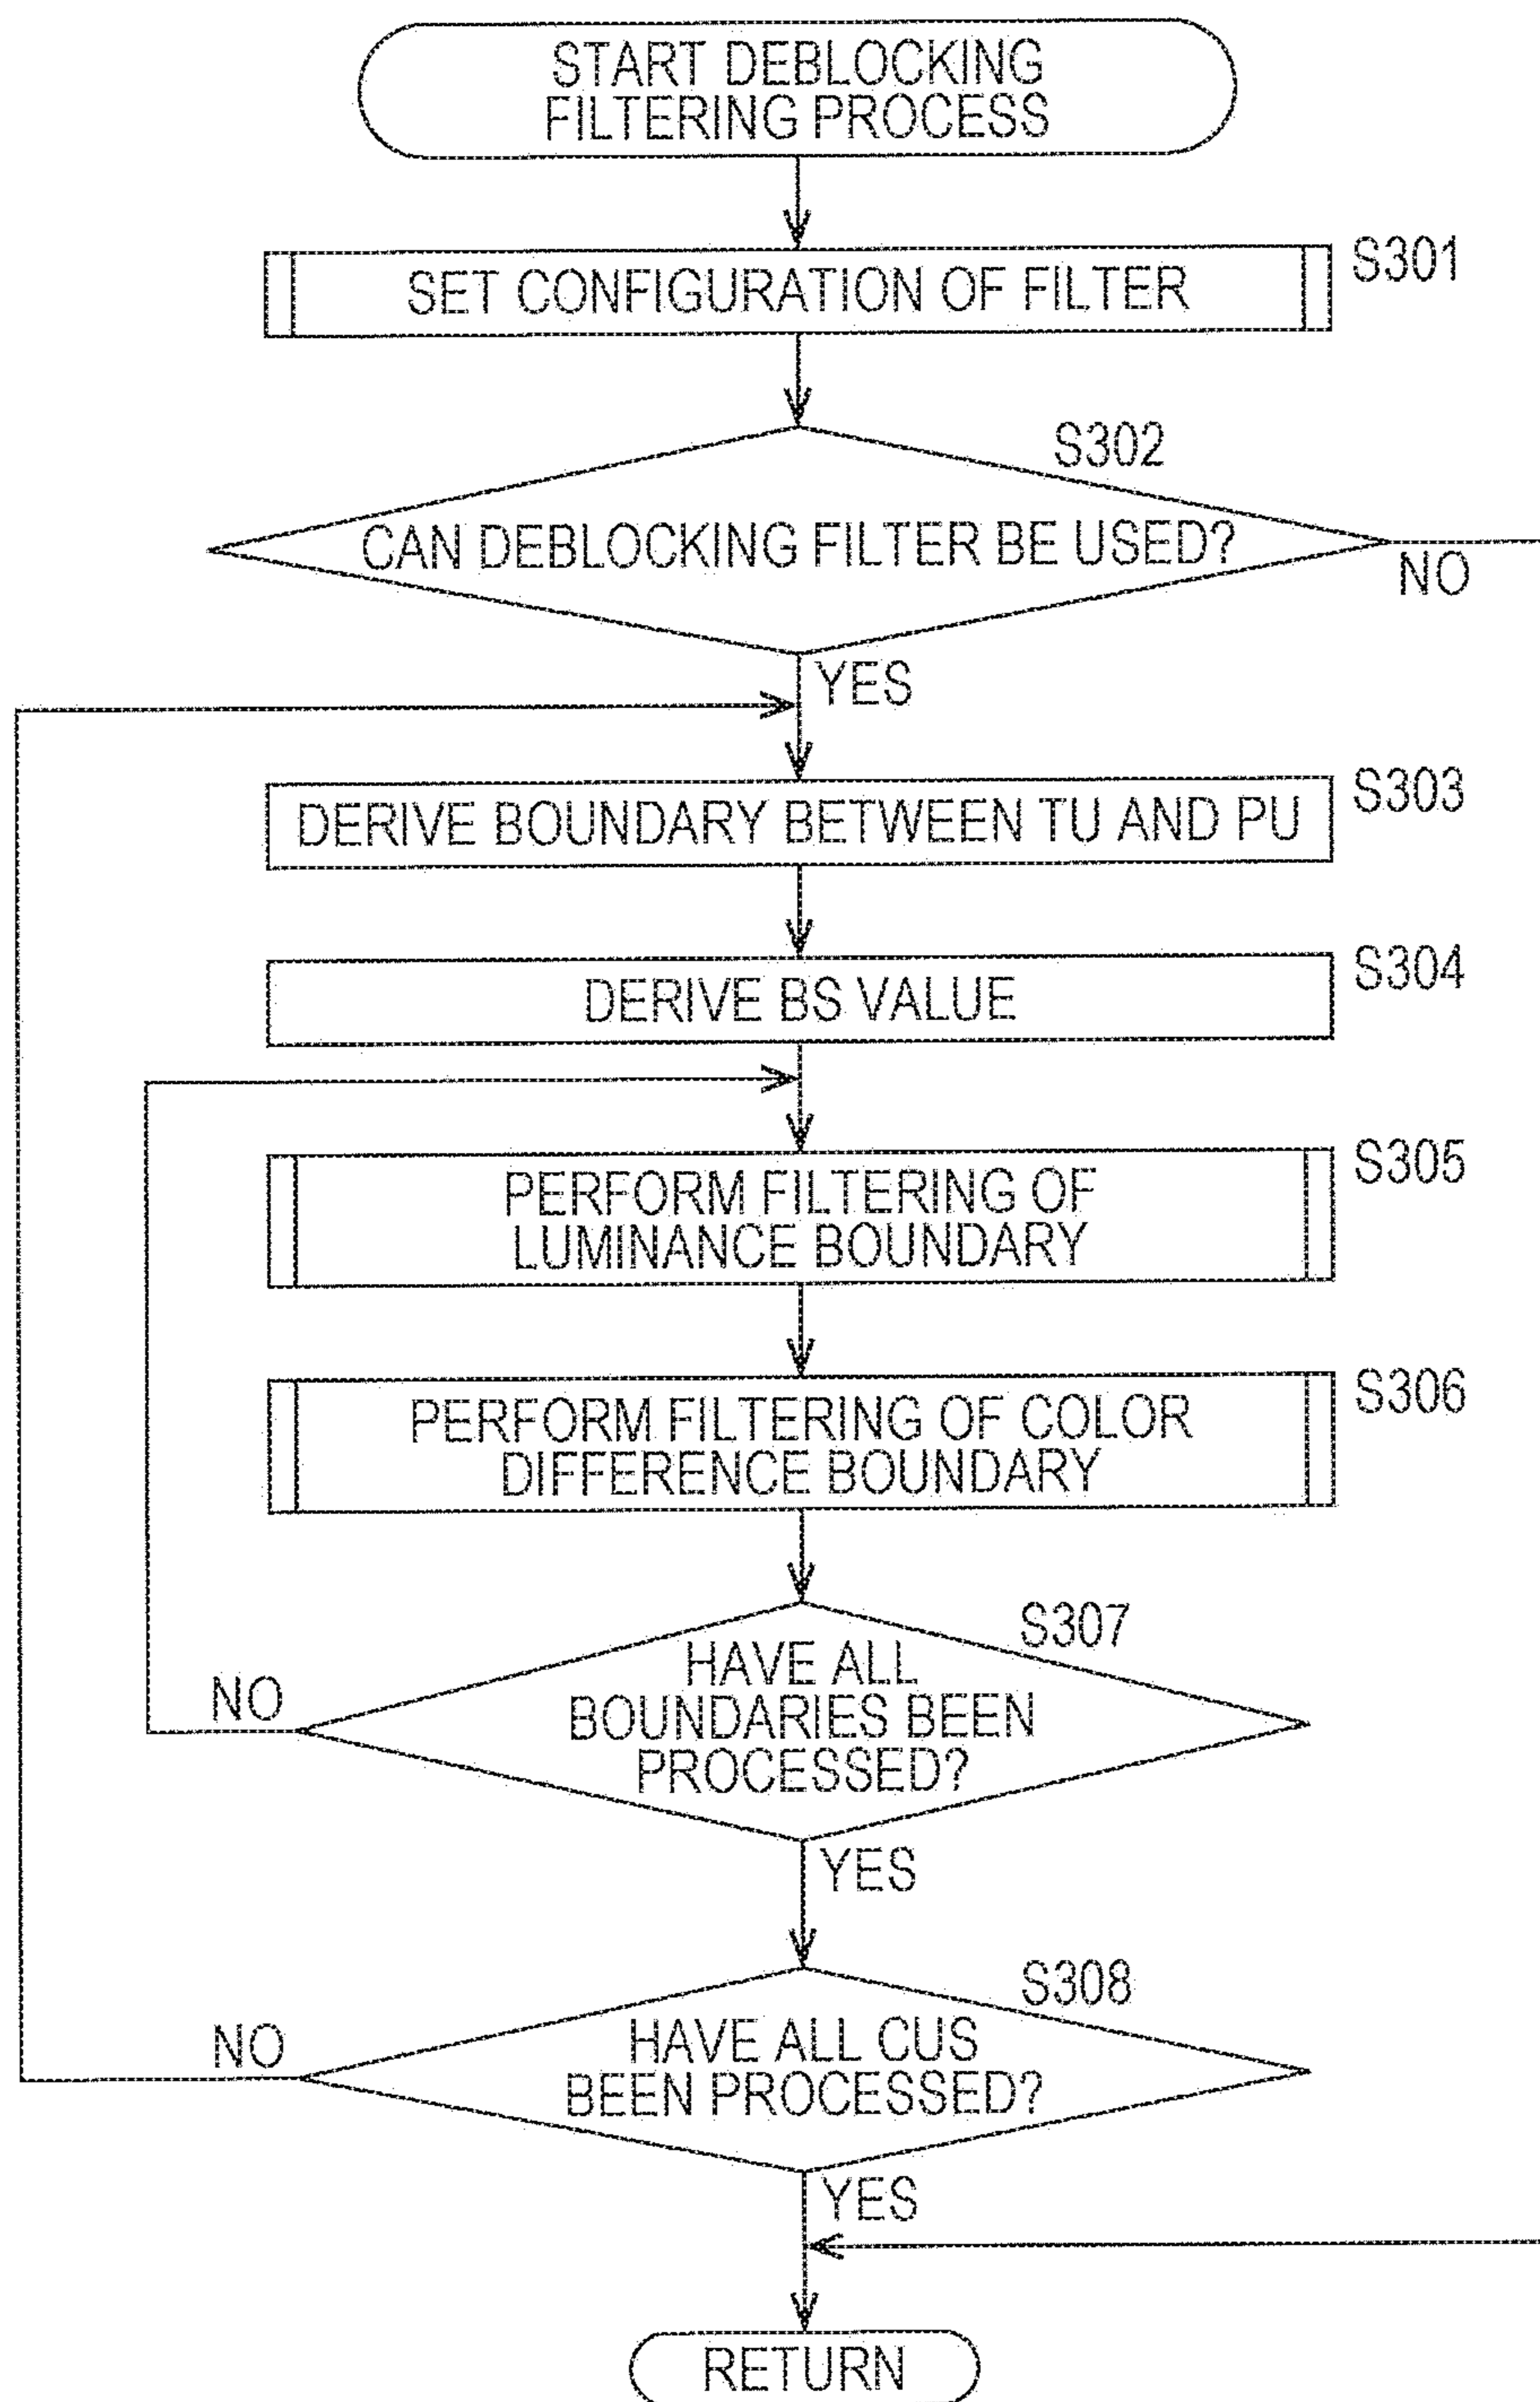 START DEBLOCKING
FILTERING PROCESS
SET CONFIGURATION OF FILTER
S301
S302
CAN DEBLOCKING FILTER BE USED?
NO
YES
DERIVE BOUNDARY BETWEEN TU AND PU
S303
DERIVE BS VALUE
S304
PERFORM FILTERING OF
LUMINANCE BOUNDARY
S305
PERFORM FILTERING OF COLOR
DIFFERENCE BOUNDARY
S306
S307
HAVE ALL
BOUNDARIES BEEN
PROCESSED?
NO
YES
S308
HAVE ALL CUS
BEEN PROCESSED?
NO
YES
RETURN